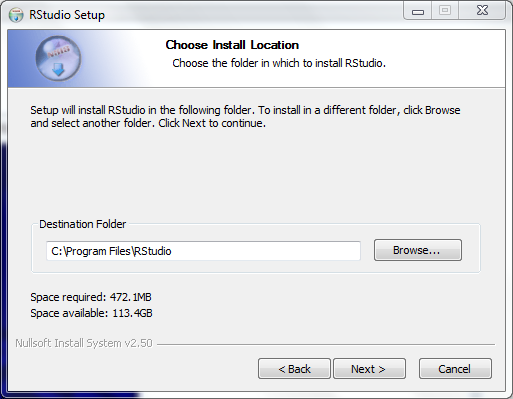 RStudio Setup
Choose Install Location
Choose the folder in which to install RStudio.
Setup will install RStudio in the following folder. To install in a different folder, click Browse
and select another folder. Click Next to continue.
Destination Folder
C:\Program Files\RStudio
Browse...
Space required: 472.1MB
Space available: 113.4GB
Nullsoft Install System v2.50
< Back
Next >
Cancel